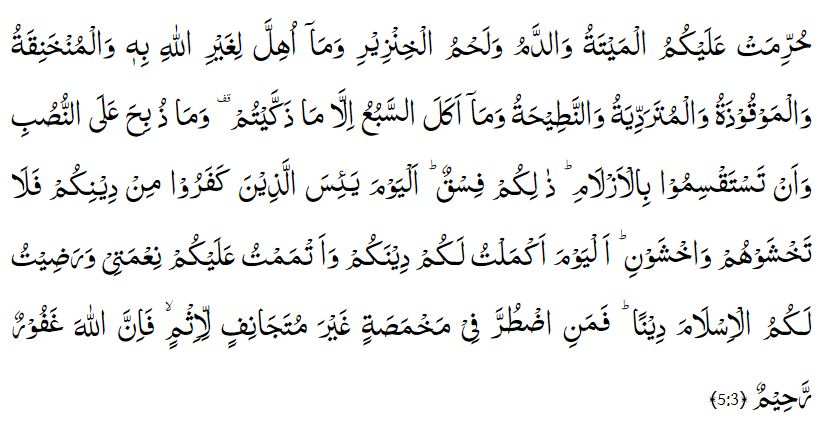 حُرِّمَتْ عَلَيْكُمُ الْمَيْتَةُ وَالدَّمُ وَلَحْمُ الْخِنْزِيْرِ وَمَآ اُهِلَّ لِغَيْرِ اللّٰهِ بِهٖ وَالْمُنْخَنِقَةُ
وَالْمَوْقُوْذَةُ وَالْمُتَرَدِّيَةُ وَالنَّطِيْحَةُ وَمَآ اَكَلَ السَّبُعُ اِلَّا مَا ذَكَّيْتُمْۗ وَمَا ذُبِحَ عَلَى النُّصُبِ
وَاَنْ تَسْتَقْسِمُوْا بِالْاَزْلَامِۗ ذٰلِكُمْ فِسْقٌۗ اَلْيَوْمَ يَىِٕسَ الَّذِيْنَ كَفَرُوْا مِنْ دِيْنِكُمْ فَلَا
تَخْشَوْهُمْ وَاخْشَوْنِۗ اَلْيَوْمَ اَكْمَلْتُ لَكُمْ دِيْنَكُمْ وَاَتْمَمْتُ عَلَيْكُمْ نِعْمَتِيْ وَرَضِيْتُ
لَكُمُ الْاِسْلَامَ دِيْنًاۗ فَمَنِ اضْطُرَّ فِيْ مَخْمَصَةٍ غَيْرَ مُتَجَانِفٍ لِّاِثْمٍۙ فَاِنَّ اللّٰهَ غَفُوْرٌ
رَّحِيْمٌ ﴿5:3﴾